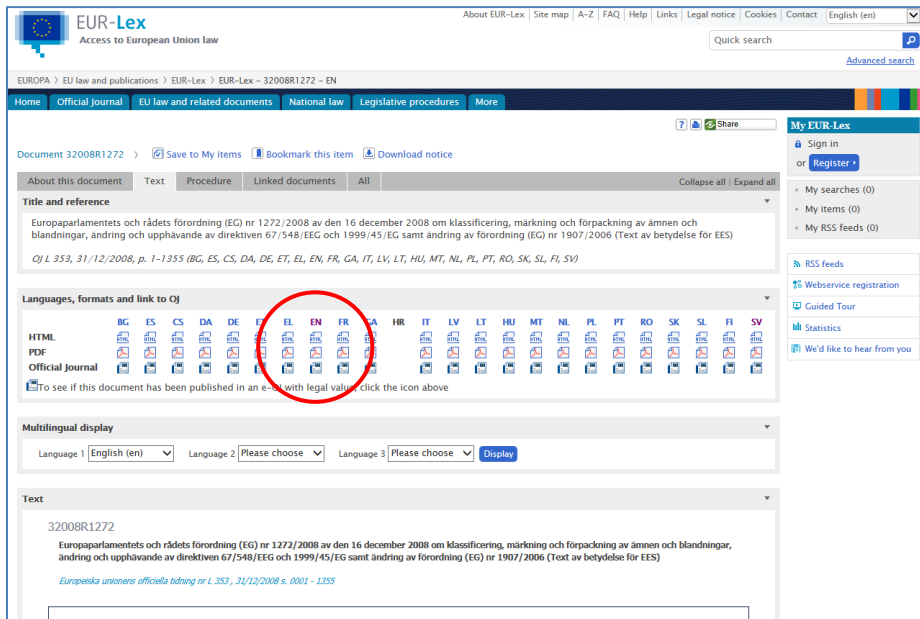 About EUR-Lex | Site map | A-Z | FAQ | Help | Links | Legal notice | Cookies | Contact English (en)
EUR-Lex
Access to European Union law
Quick search
Advanced search
EUROPA > EU law and publications > EUR-Lex > EUR-Lex - 32008R1272 - EN
Home Official Journal EU law and related documents National law Legislative procedures More
? Share
Document 32008R1272 > Save to My items Bookmark this item Download notice
About this document Text Procedure Linked documents All Collapse all | Expand all
Title and reference
Europaparlamentets och rådets förordning (EG) nr 1272/2008 av den 16 december 2008 om klassificering, märkning och förpackning av ämnen och
blandningar, ändring och upphävande av direktiven 67/548/EEG och 1999/45/EG samt ändring av förordning (EG) nr 1907/2006 (Text av betydelse för EES)
OJ L 353, 31/12/2008, p. 1–1355 (BG, ES, CS, DA, DE, ET, EL, EN, FR, GA, IT, LV, LT, HU, MT, NL, PL, PT, RO, SK, SL, FI, SV)
Languages, formats and link to OJ
BG ES CS DA DE ET EL EN FR GA HR IT LV LT HU MT NL PL PT RO SK SL FI SV
HTML
PDF
Official Journal
To see if this document has been published in an e-OJ with legal value, click the icon above
Multilingual display
Language 1 English (en) Language 2 Please choose Language 3 Please choose Display
Text
32008R1272
Europaparlamentets och rådets förordning (EG) nr 1272/2008 av den 16 december 2008 om klassificering, märkning och förpackning av ämnen och blandningar,
ändring och upphävande av direktiven 67/548/EEG och 1999/45/EG samt ändring av förordning (EG) nr 1907/2006 (Text av betydelse för EES)
Europeiska unionens officiella tidning nr L 353 , 31/12/2008 s. 0001 - 1355
My EUR-Lex
Sign in
or Register
My searches (0)
My items (0)
My RSS feeds (0)
RSS feeds
Webservice registration
Guided Tour
Statistics
We'd like to hear from you